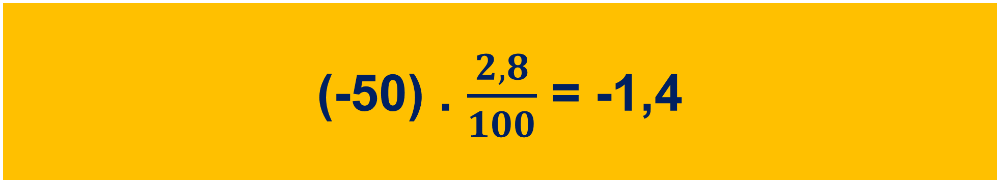 (-50) . 2,8/100 = -1,4